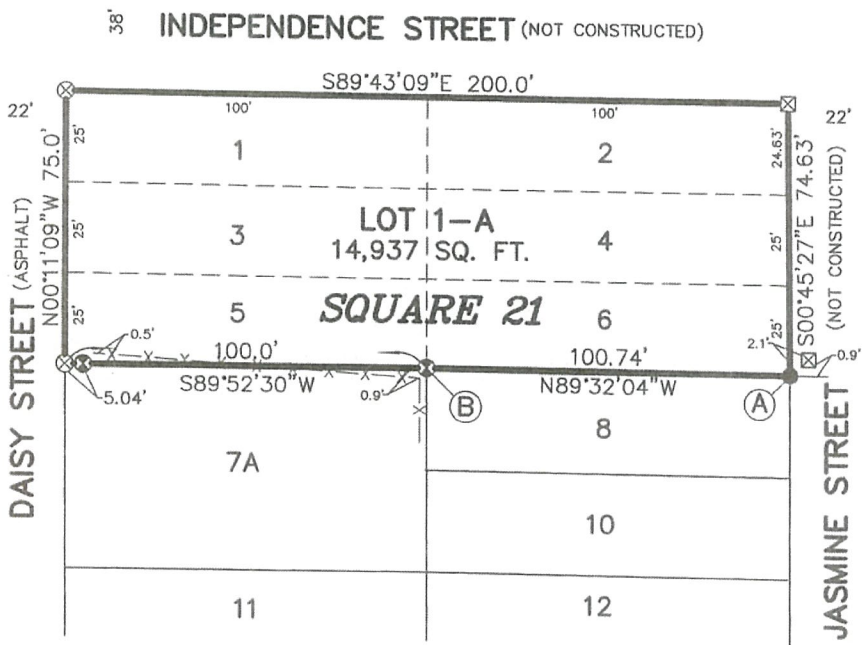 38' INDEPENDENCE STREET (NOT CONSTRUCTED)
S89°43'09"E 200.0'
22'
100'
100'
22'
N00°11'09"W 75.0'
25'
25'
25'
1
2
24.63'
25'
25'
S00°45'27"E 74.63'
(NOT CONSTRUCTED)
DAISY STREET (ASPHALT)
LOT 1-A
3
4
14,937 SQ. FT.
5
SQUARE 21
6
0.5'
100.0'
100.74'
2.1'
0.9'
S89°52'30"W
0.9'
N89°32'04"W
5.04'
B
A
X X X X X X X X
8
7A
10
11
12
JASMINE STREET